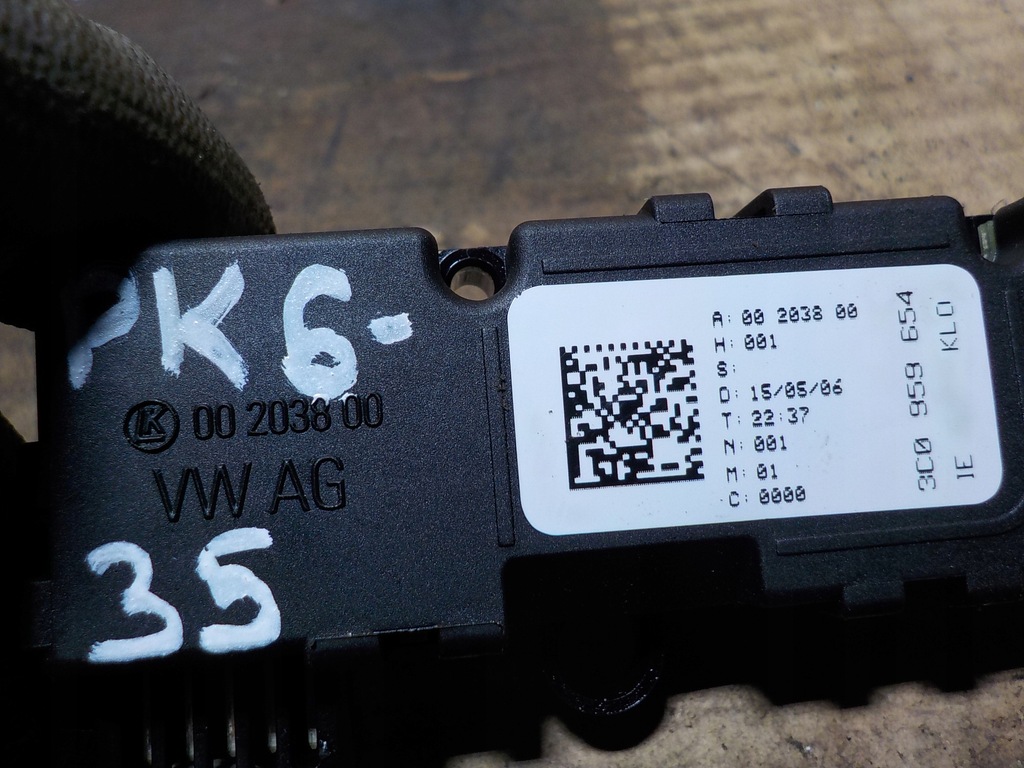 PK6-
LK 00 2038 00
VW AG
35
A: 00 2038 00
H: 001
S:
D: 15/05/06
T: 22:37
N: 001
M: 01
C: 0000
3C0 959 654
IE KLO